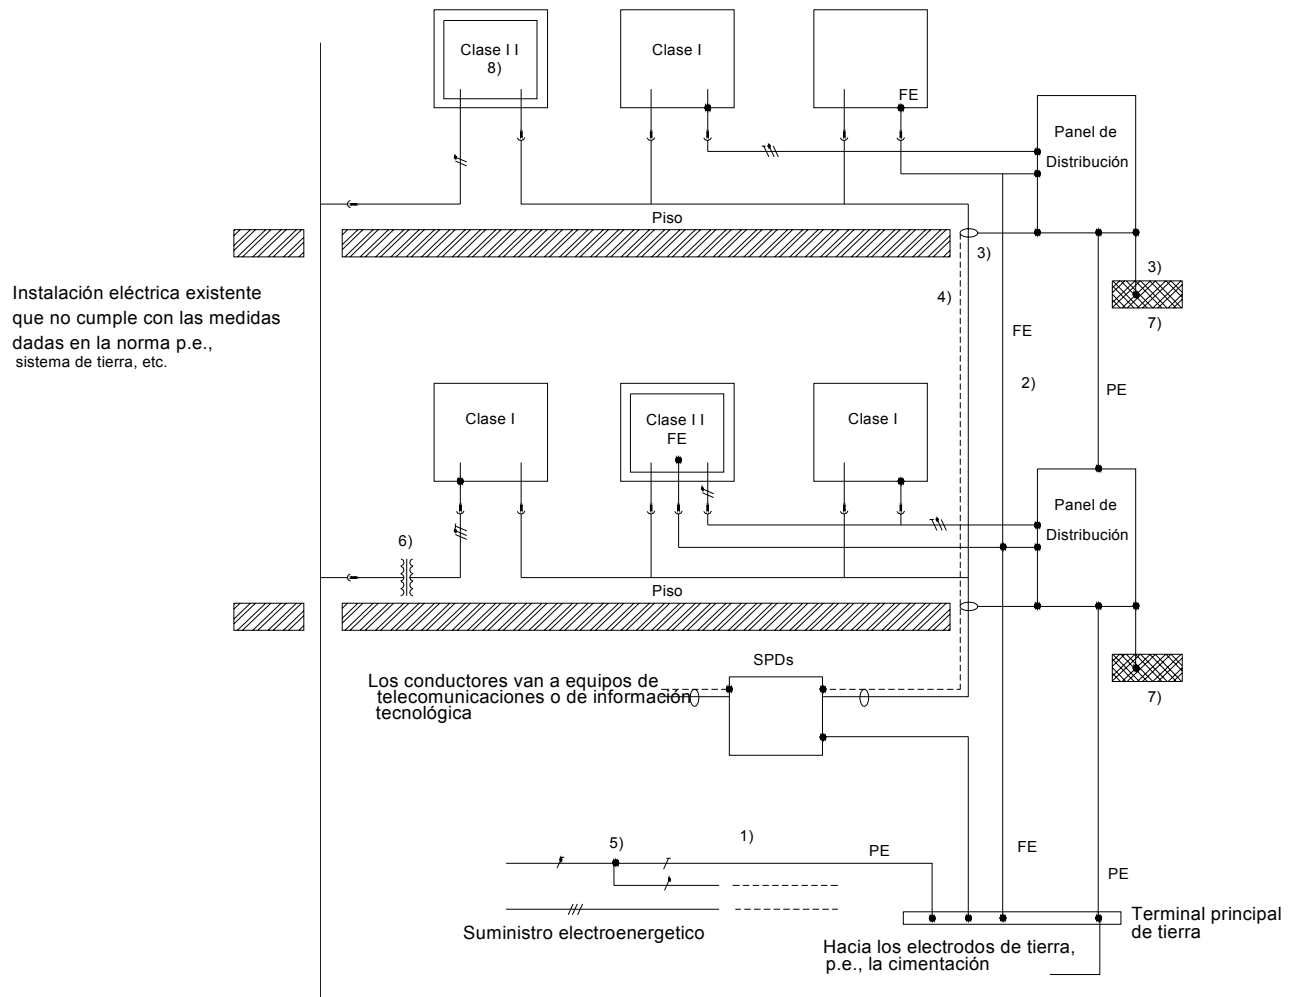 Clase I I
8)
Clase I
FE
Panel de
Distribución
Piso
3)
3)
4)
7)
Instalación eléctrica existente
que no cumple con las medidas
dadas en la norma p.e.,
sistema de tierra, etc.
FE
2)
PE
Clase I
Clase I I
FE
Clase I
Panel de
Distribución
6)
Piso
SPDs
Los conductores van a equipos de
telecomunicaciones o de información
tecnológica
7)
1)
5)
PE
FE
PE
Suministro electroenergetico
Terminal principal
de tierra
Hacia los electrodos de tierra,
p.e., la cimentación